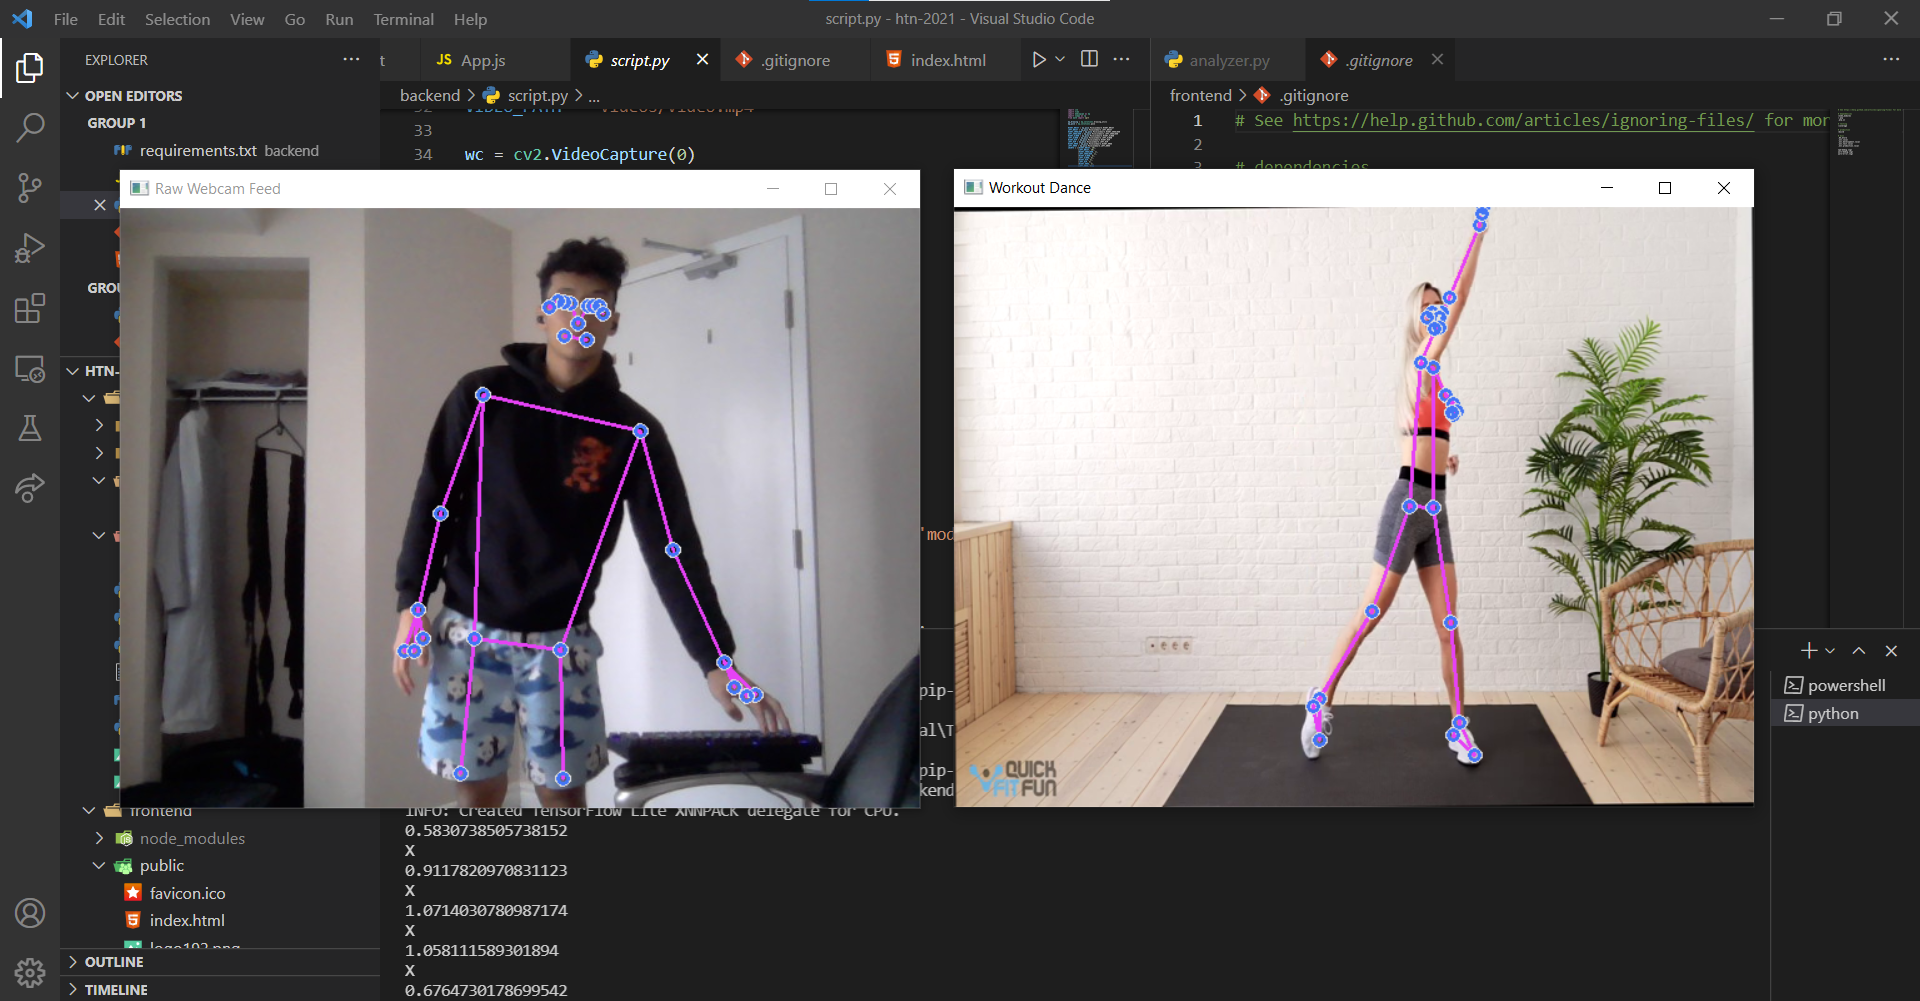 File Edit Selection View Go Run Terminal Help
script.py - htn-2021 - Visual Studio Code
EXPLORER
OPEN EDITORS
GROUP 1
requirements.txt backend
HTN-
frontend
node_modules
public
favicon.ico
index.html
logo192.png
OUTLINE
TIMELINE
JS App.js
script.py
.gitignore
index.html
backend > script.py > ...
33
34 wc = cv2.VideoCapture(0)
analyzer.py
.gitignore
frontend > .gitignore
1 # See https://help.github.com/articles/ignoring-files/ for mor
2
3 # dependencies
Raw Webcam Feed
Workout Dance
QUICK
FIT FUN
'mod
pip-
al\T
pip-
kend
INFO: Created TensorFlow Lite XNNPACK delegate for CPU.
0.5830738505738152
X
0.9117820970831123
X
1.0714030780987174
X
1.058111589301894
X
0.6764730178699542
powershell
python